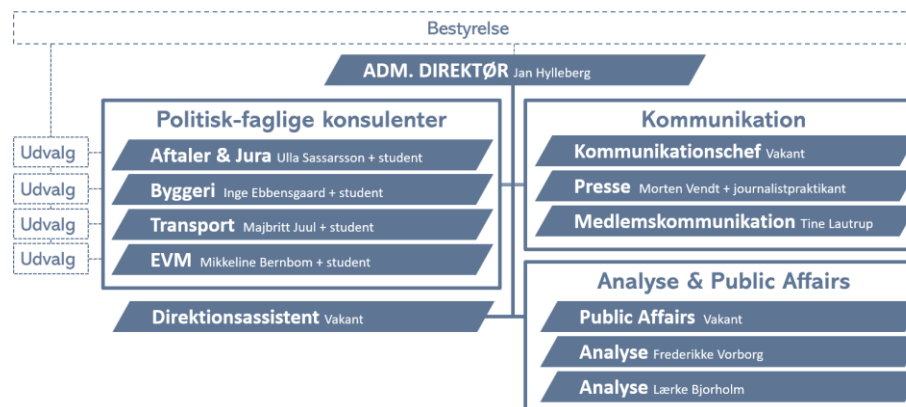 Bestyrelse
ADM. DIREKTØR Jan Hylleberg
Politisk-faglige konsulenter
Udvalg
Aftaler & Jura Ulla Sassarsson + student
Udvalg
Byggeri Inge Ebbensgaard + student
Udvalg
Transport Majbritt Juul + student
Udvalg
EVM Mikkeline Bernbom + student
Direktionsassistent Vakant
Kommunikation
Kommunikationschef Vakant
Presse Morten Vendt + journalistpraktikant
Medlemskommunikation Tine Lautrup
Analyse & Public Affairs
Public Affairs Vakant
Analyse Frederikke Vorborg
Analyse Lærke Bjorholm